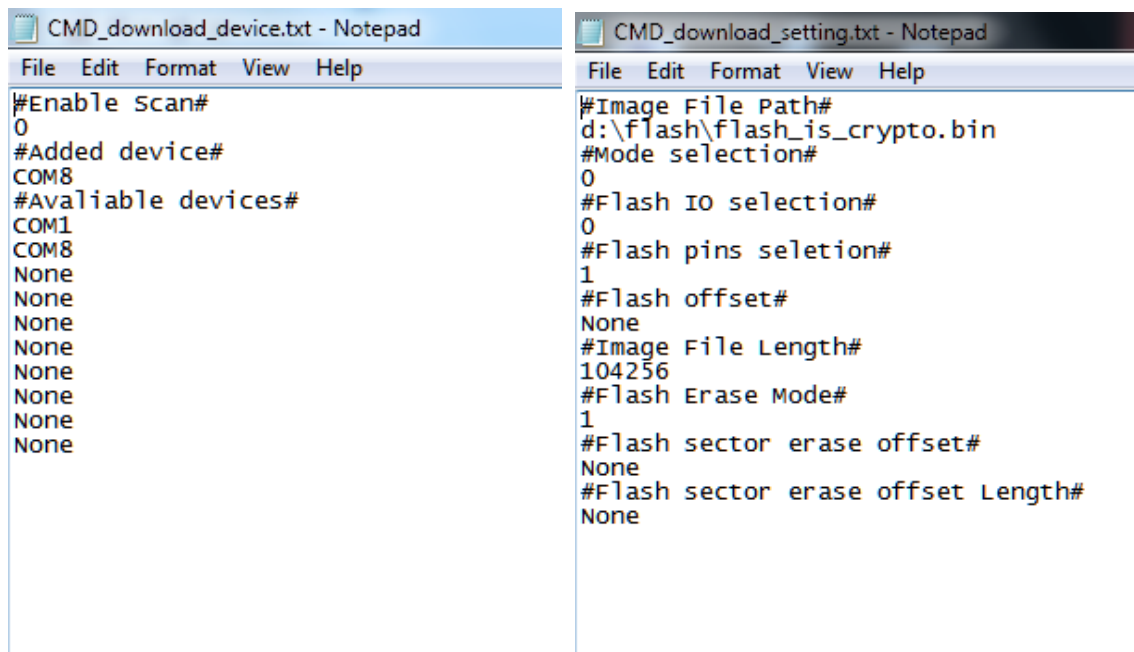 CMD_download_device.txt - Notepad
File Edit Format View Help
#Enable Scan#
0
#Added device#
COM8
#Avaliable devices#
COM1
COM8
None
None
None
None
None
None
None
None
CMD_download_setting.txt - Notepad
File Edit Format View Help
#Image File Path#
d:\flash\flash_is_crypto.bin
#Mode selection#
0
#Flash IO selection#
0
#Flash pins seletion#
1
#Flash offset#
None
#Image File Length#
104256
#Flash Erase Mode#
1
#Flash sector erase offset#
None
#Flash sector erase offset Length#
None